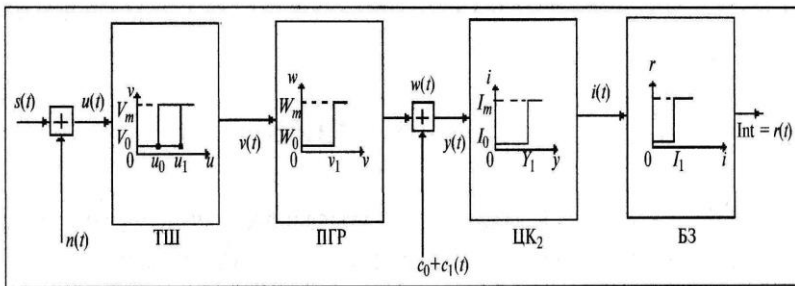 s(t)
+
u(t)
n(t)
v
V_m
V_0
0
u_0
u_1
u
ТШ
v(t)
w
W_m
W_0
0
v_1
v
ПГР
w(t)
+
y(t)
c_0+c_1(t)
i
I_m
I_0
0
Y_1
y
ЦК_2
i(t)
r
0
I_1
i
БЗ
Int = r(t)